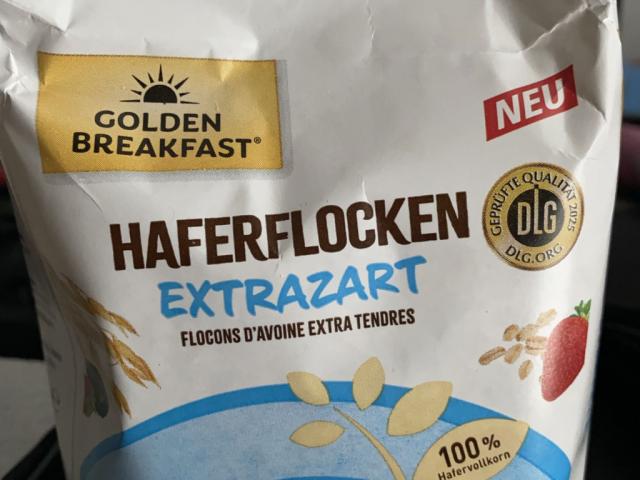 GOLDEN
BREAKFAST®
NEU
GEPRÜFTE QUALITÄT 2025
DLG
DLG.ORG
HAFERFLOCKEN
EXTRAZART
FLOCONS D'AVOINE EXTRA TENDRES
100%
Hafervollkorn